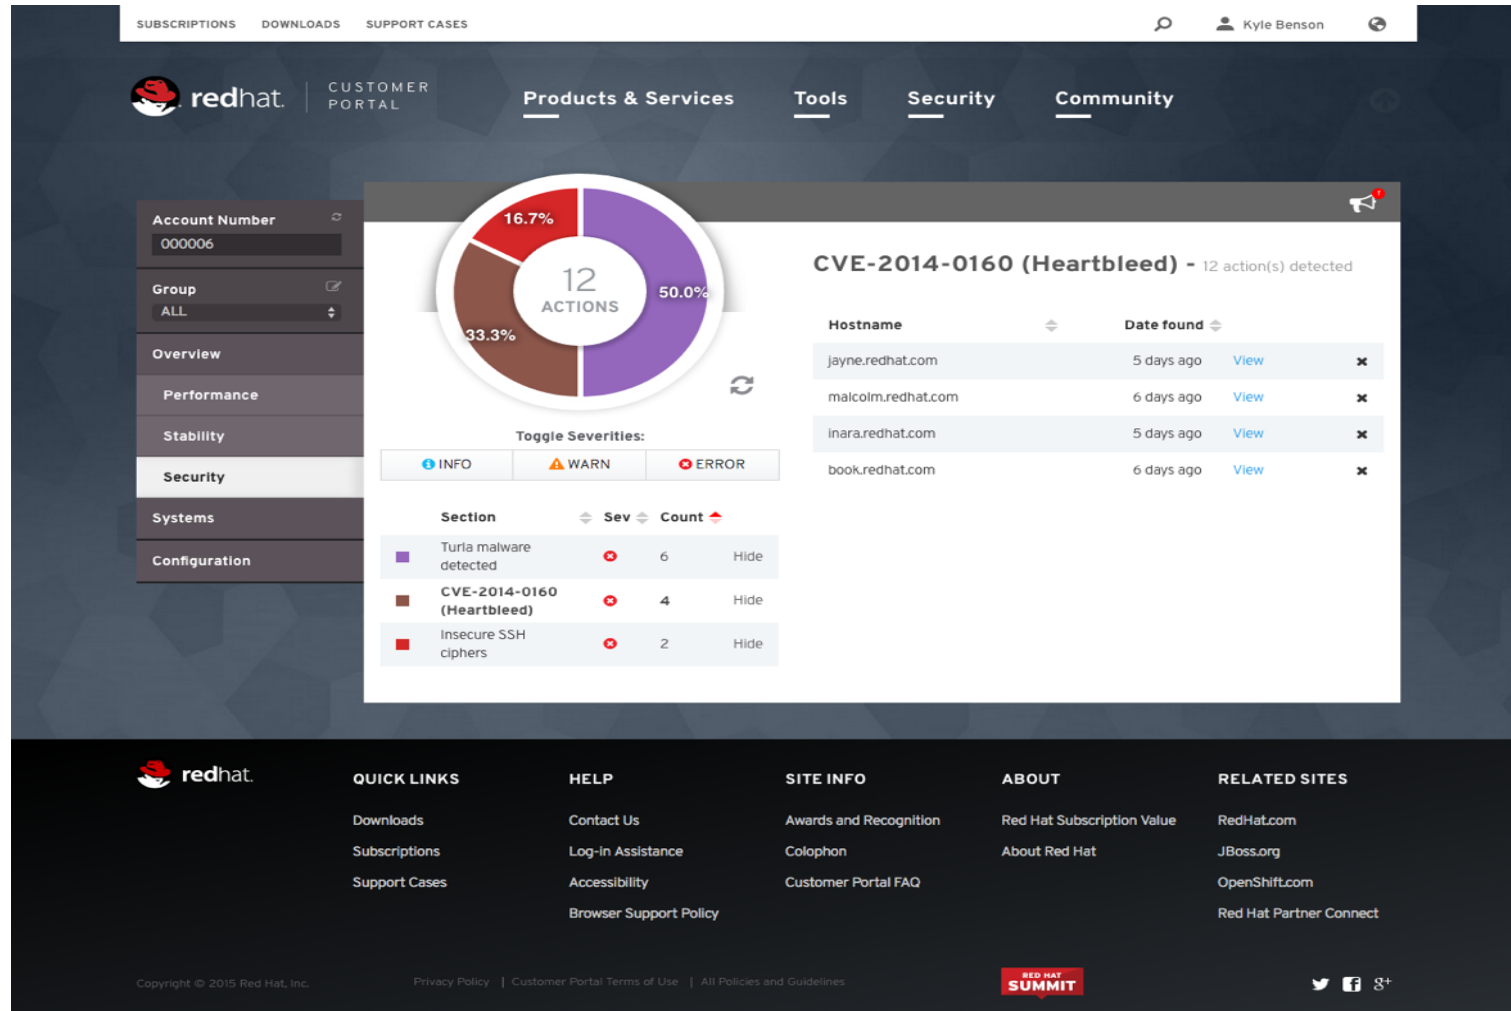 SUBSCRIPTIONS DOWNLOADS SUPPORT CASES Kyle Benson
redhat. CUSTOMER PORTAL Products & Services Tools Security Community
Account Number
000006
Group
ALL
Overview
Performance
Stability
Security
Systems
Configuration
16.7%
50.0%
33.3%
12
ACTIONS
Toggle Severities:
INFO WARN ERROR
Section Sev Count
Turla malware
detected 6 Hide
CVE-2014-0160
(Heartbleed) 4 Hide
Insecure SSH
ciphers 2 Hide
CVE-2014-0160 (Heartbleed) - 12 action(s) detected
Hostname Date found
jayne.redhat.com 5 days ago View
malcolm.redhat.com 6 days ago View
inara.redhat.com 5 days ago View
book.redhat.com 6 days ago View
redhat.
QUICK LINKS
Downloads
Subscriptions
Support Cases
HELP
Contact Us
Log-in Assistance
Accessibility
Browser Support Policy
SITE INFO
Awards and Recognition
Colophon
Customer Portal FAQ
ABOUT
Red Hat Subscription Value
About Red Hat
RELATED SITES
RedHat.com
JBoss.org
OpenShift.com
Red Hat Partner Connect
Copyright © 2015 Red Hat, Inc.
Privacy Policy | Customer Portal Terms of Use | All Policies and Guidelines
RED HAT
SUMMIT
g+